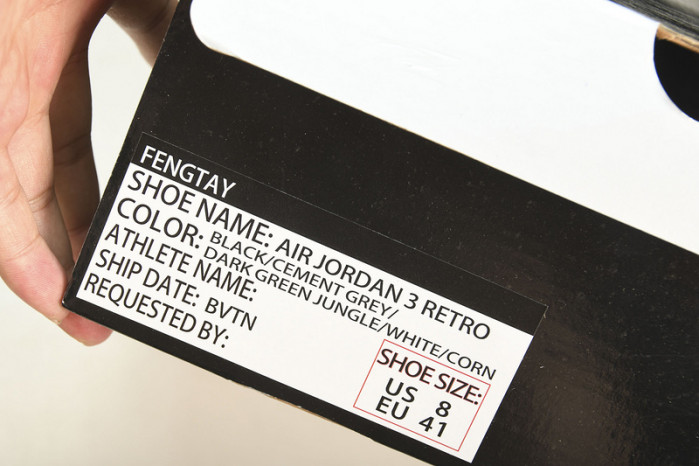 FENGTAY
SHOE NAME: AIR JORDAN 3 RETRO
COLOR: BLACK/CEMENT GREY/
DARK GREEN JUNGLE/WHITE/CORN
ATHLETE NAME:
SHIP DATE: BVTN
REQUESTED BY:
SHOE SIZE:
US 8
EU 41